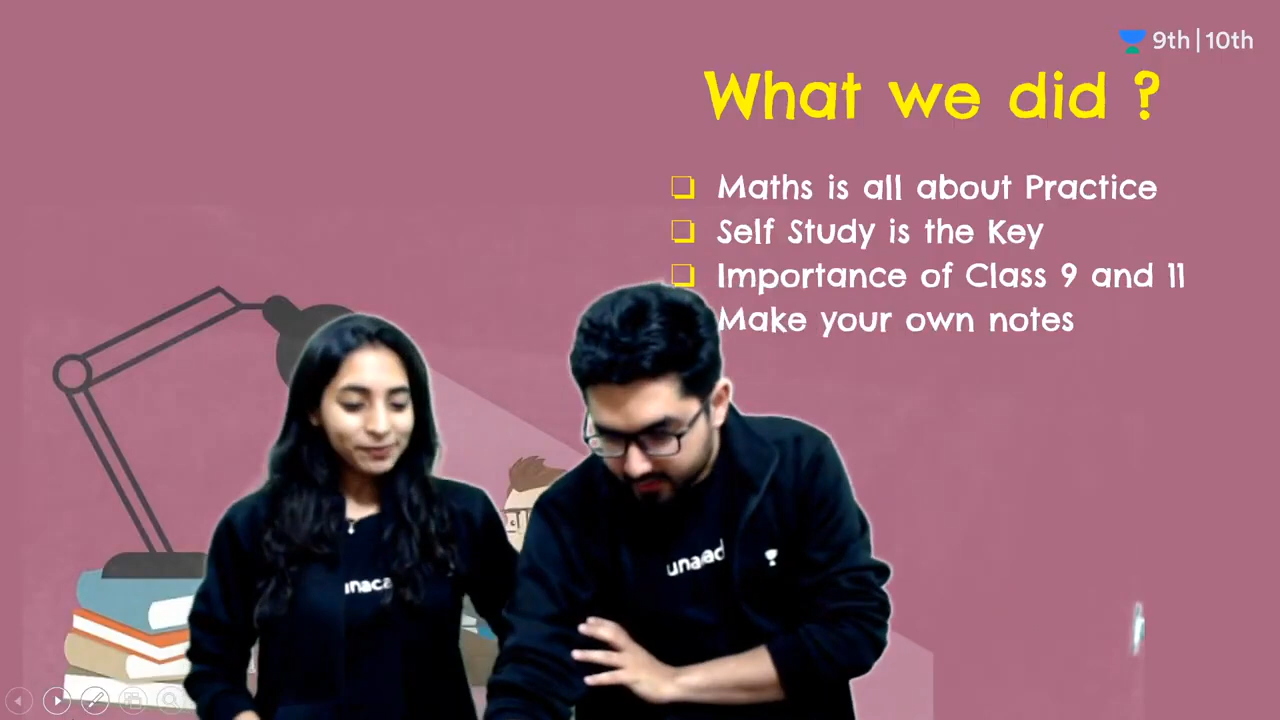 9th|10th
What we did ?
Maths is all about Practice
Self Study is the Key
Importance of Class 9 and 11
Make your own notes
unaca
unacad